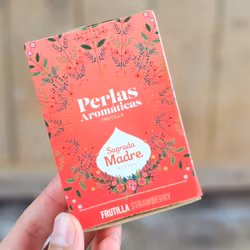 Perlas
Aromáticas
FRUTILLA
Sagrada
Madre
FRUTILLA STRAWBERRY